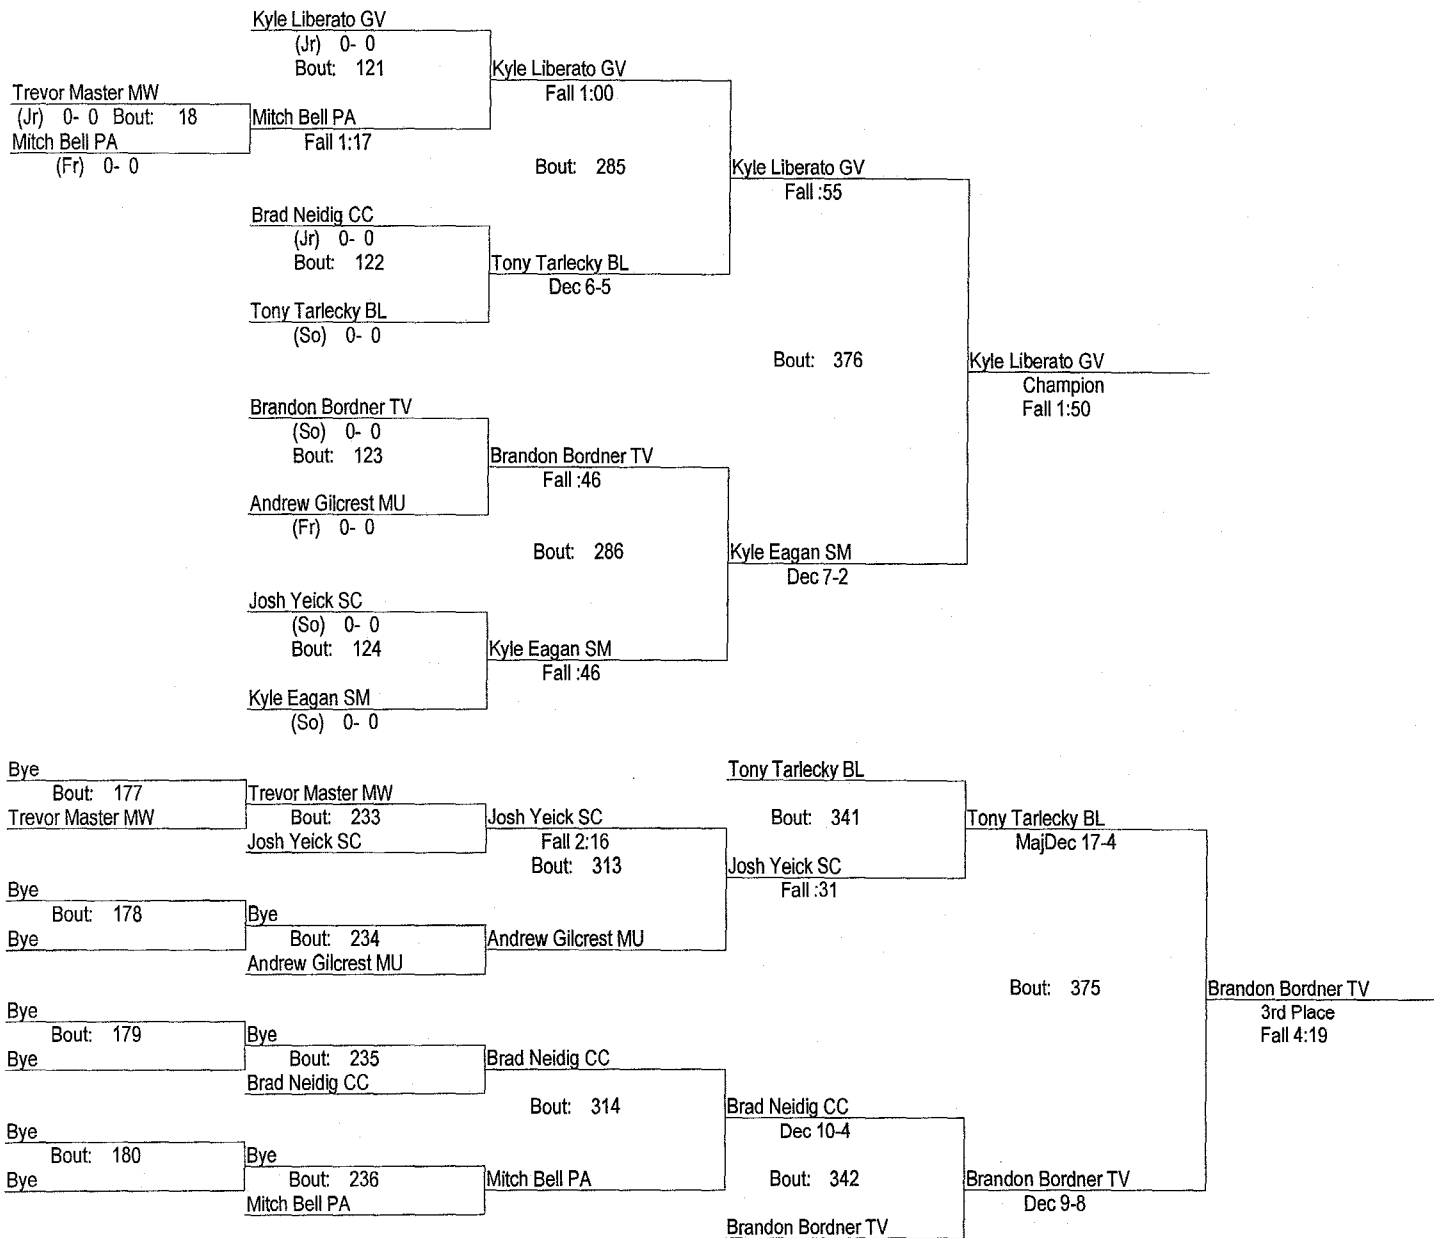 Kyle Liberato GV
(Jr) 0- 0
Bout: 121
Kyle Liberato GV
Fall 1:00
Trevor Master MW
(Jr) 0- 0 Bout: 18
Mitch Bell PA
(Fr) 0- 0
Mitch Bell PA
Fall 1:17
Bout: 285
Kyle Liberato GV
Fall :55
Brad Neidig CC
(Jr) 0- 0
Bout: 122
Tony Tarlecky BL
Dec 6-5
Tony Tarlecky BL
(So) 0- 0
Bout: 376
Kyle Liberato GV
Champion
Fall 1:50
Brandon Bordner TV
(So) 0- 0
Bout: 123
Brandon Bordner TV
Fall :46
Andrew Gilcrest MU
(Fr) 0- 0
Bout: 286
Kyle Eagan SM
Dec 7-2
Josh Yeick SC
(So) 0- 0
Bout: 124
Kyle Eagan SM
Fall :46
Kyle Eagan SM
(So) 0- 0
Bye
Bout: 177
Trevor Master MW
Trevor Master MW
Bout: 233
Josh Yeick SC
Josh Yeick SC
Fall 2:16
Bout: 313
Tony Tarlecky BL
Bout: 341
Josh Yeick SC
Fall :31
Tony Tarlecky BL
MajDec 17-4
Bye
Bout: 178
Bye
Bye
Bout: 234
Andrew Gilcrest MU
Andrew Gilcrest MU
Bout: 375
Brandon Bordner TV
3rd Place
Fall 4:19
Bye
Bout: 179
Bye
Bye
Bout: 235
Brad Neidig CC
Brad Neidig CC
Bout: 314
Brad Neidig CC
Dec 10-4
Bye
Bout: 180
Bye
Bye
Bout: 236
Mitch Bell PA
Mitch Bell PA
Bout: 342
Brandon Bordner TV
Brandon Bordner TV
Dec 9-8